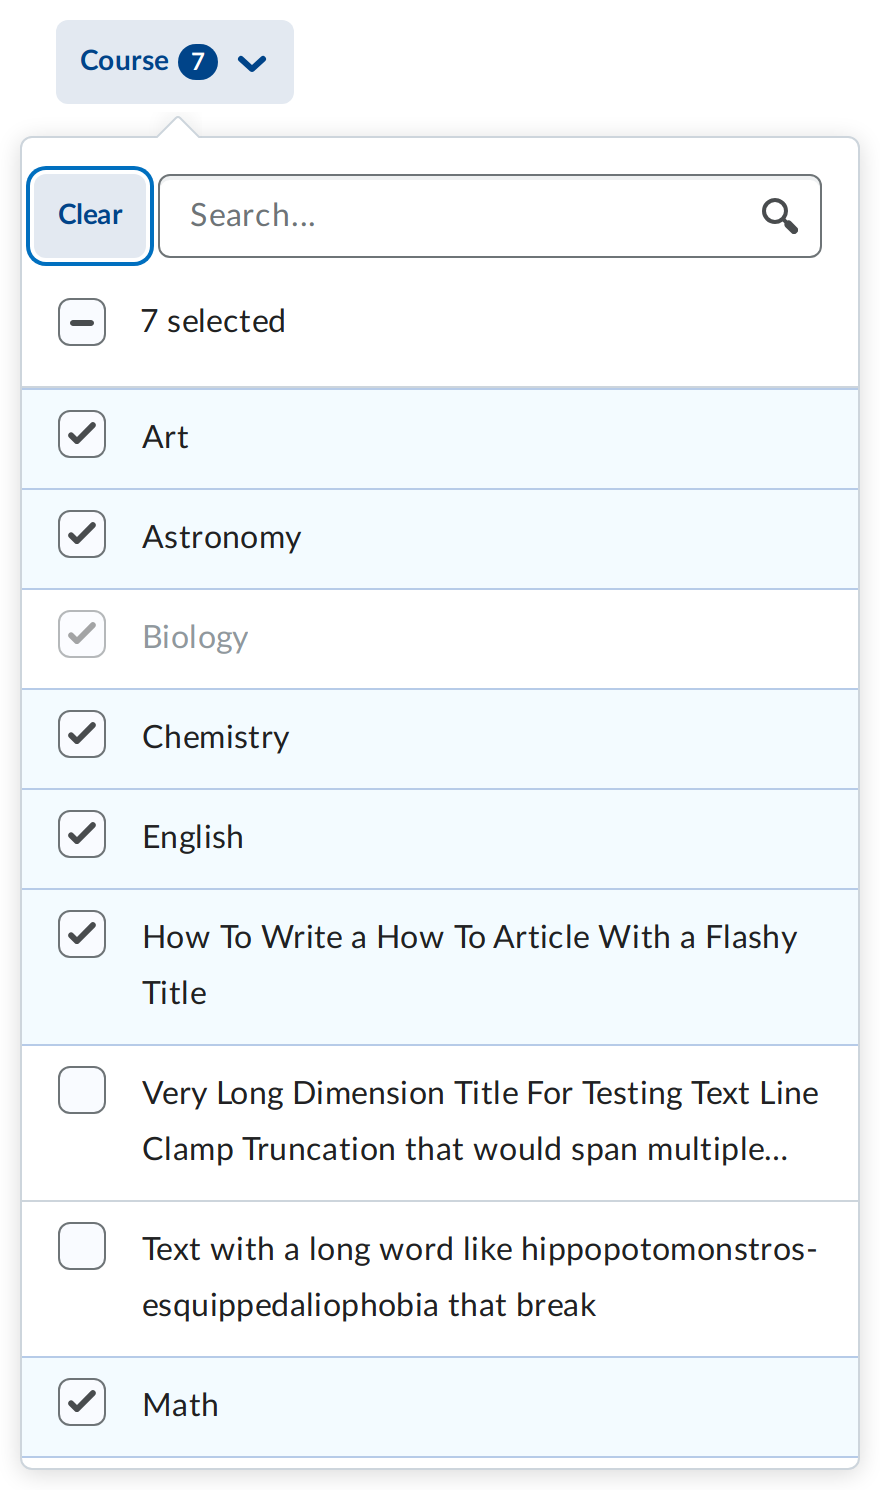 Course 7
Clear
Search...
7 selected
Art
Astronomy
Biology
Chemistry
English
How To Write a How To Article With a Flashy
Title
Very Long Dimension Title For Testing Text Line
Clamp Truncation that would span multiple...
Text with a long word like hippopotomonstros-
esquippedaliophobia that break
Math